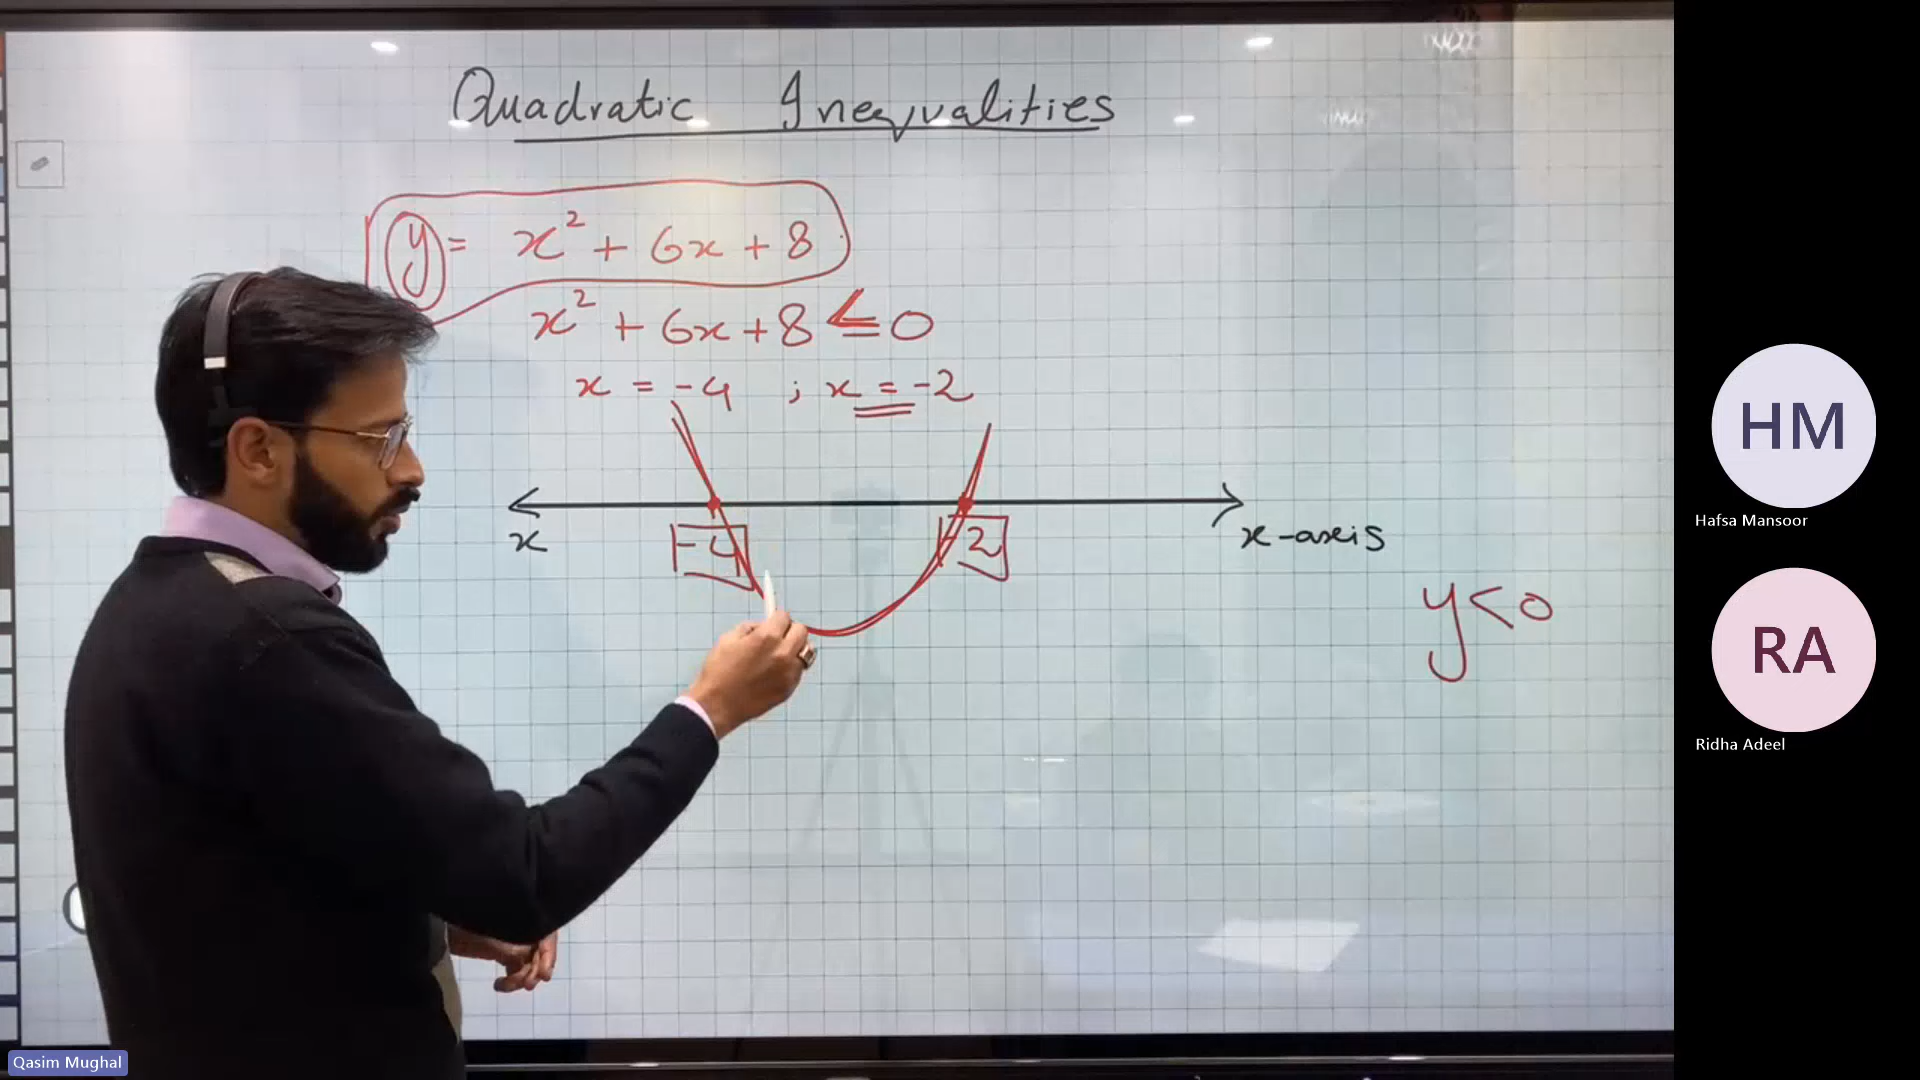 Quadratic Inequalities
y = x² + 6x + 8
x² + 6x + 8 ≤ 0
x = -4 ; x = -2
x
-4
-2
x-axis
y < 0
HM
Hafsa Mansoor
RA
Ridha Adeel
Qasim Mughal